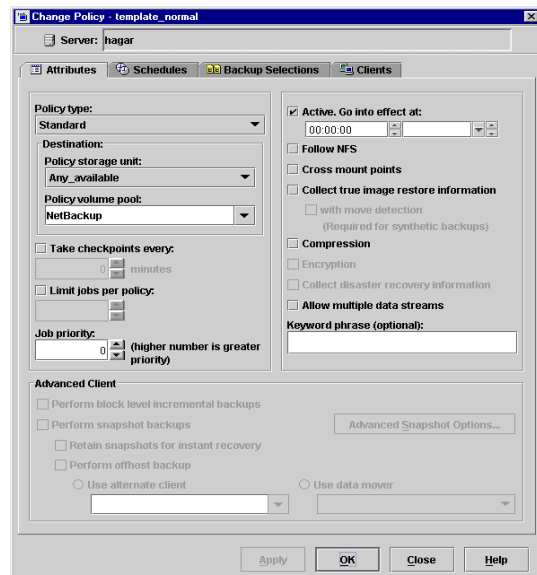 Change Policy - template_normal
Server: hagar
Attributes Schedules Backup Selections Clients
Policy type:
Standard
Destination:
Policy storage unit:
Any_available
Policy volume pool:
NetBackup
Take checkpoints every:
0 minutes
Limit jobs per policy:
Job priority:
0 (higher number is greater
priority)
Active. Go into effect at:
00:00:00
Follow NFS
Cross mount points
Collect true image restore information
with move detection
(Required for synthetic backups)
Compression
Encryption
Collect disaster recovery information
Allow multiple data streams
Keyword phrase (optional):
Advanced Client
Perform block level incremental backups
Perform snapshot backups
Advanced Snapshot Options...
Retain snapshots for instant recovery
Perform offhost backup
Use alternate client Use data mover
Apply OK Close Help